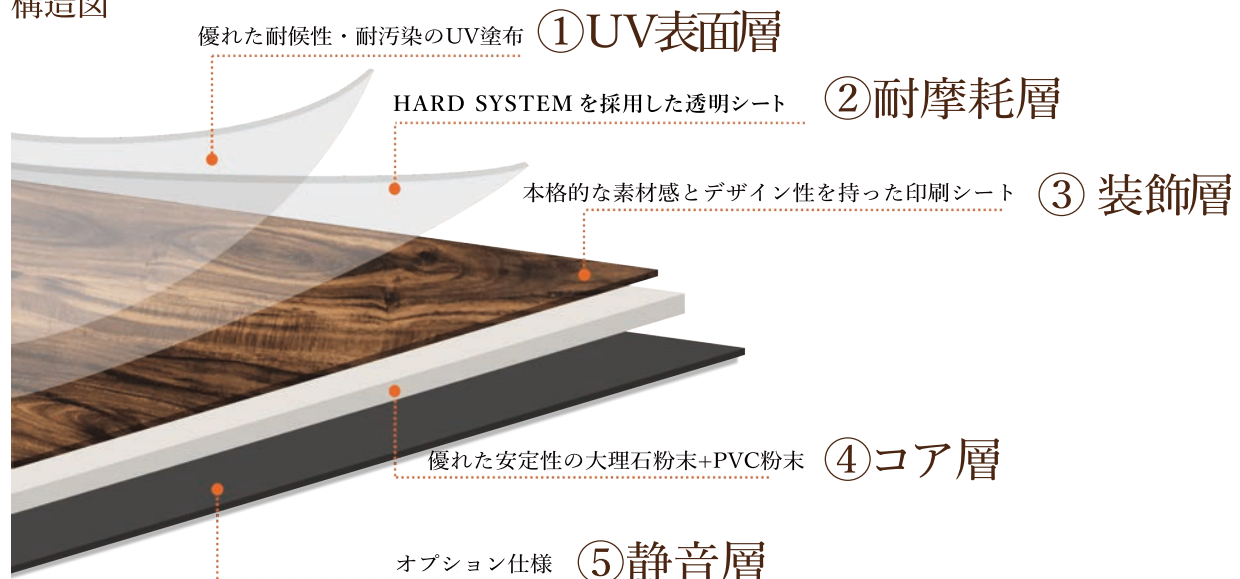 構造図
優れた耐候性・耐汚染のUV塗布 ①UV表面層
HARD SYSTEMを採用した透明シート ②耐摩耗層
本格的な素材感とデザイン性を持った印刷シート ③ 装飾層
優れた安定性の大理石粉末+PVC粉末 ④コア層
オプション仕様 ⑤静音層